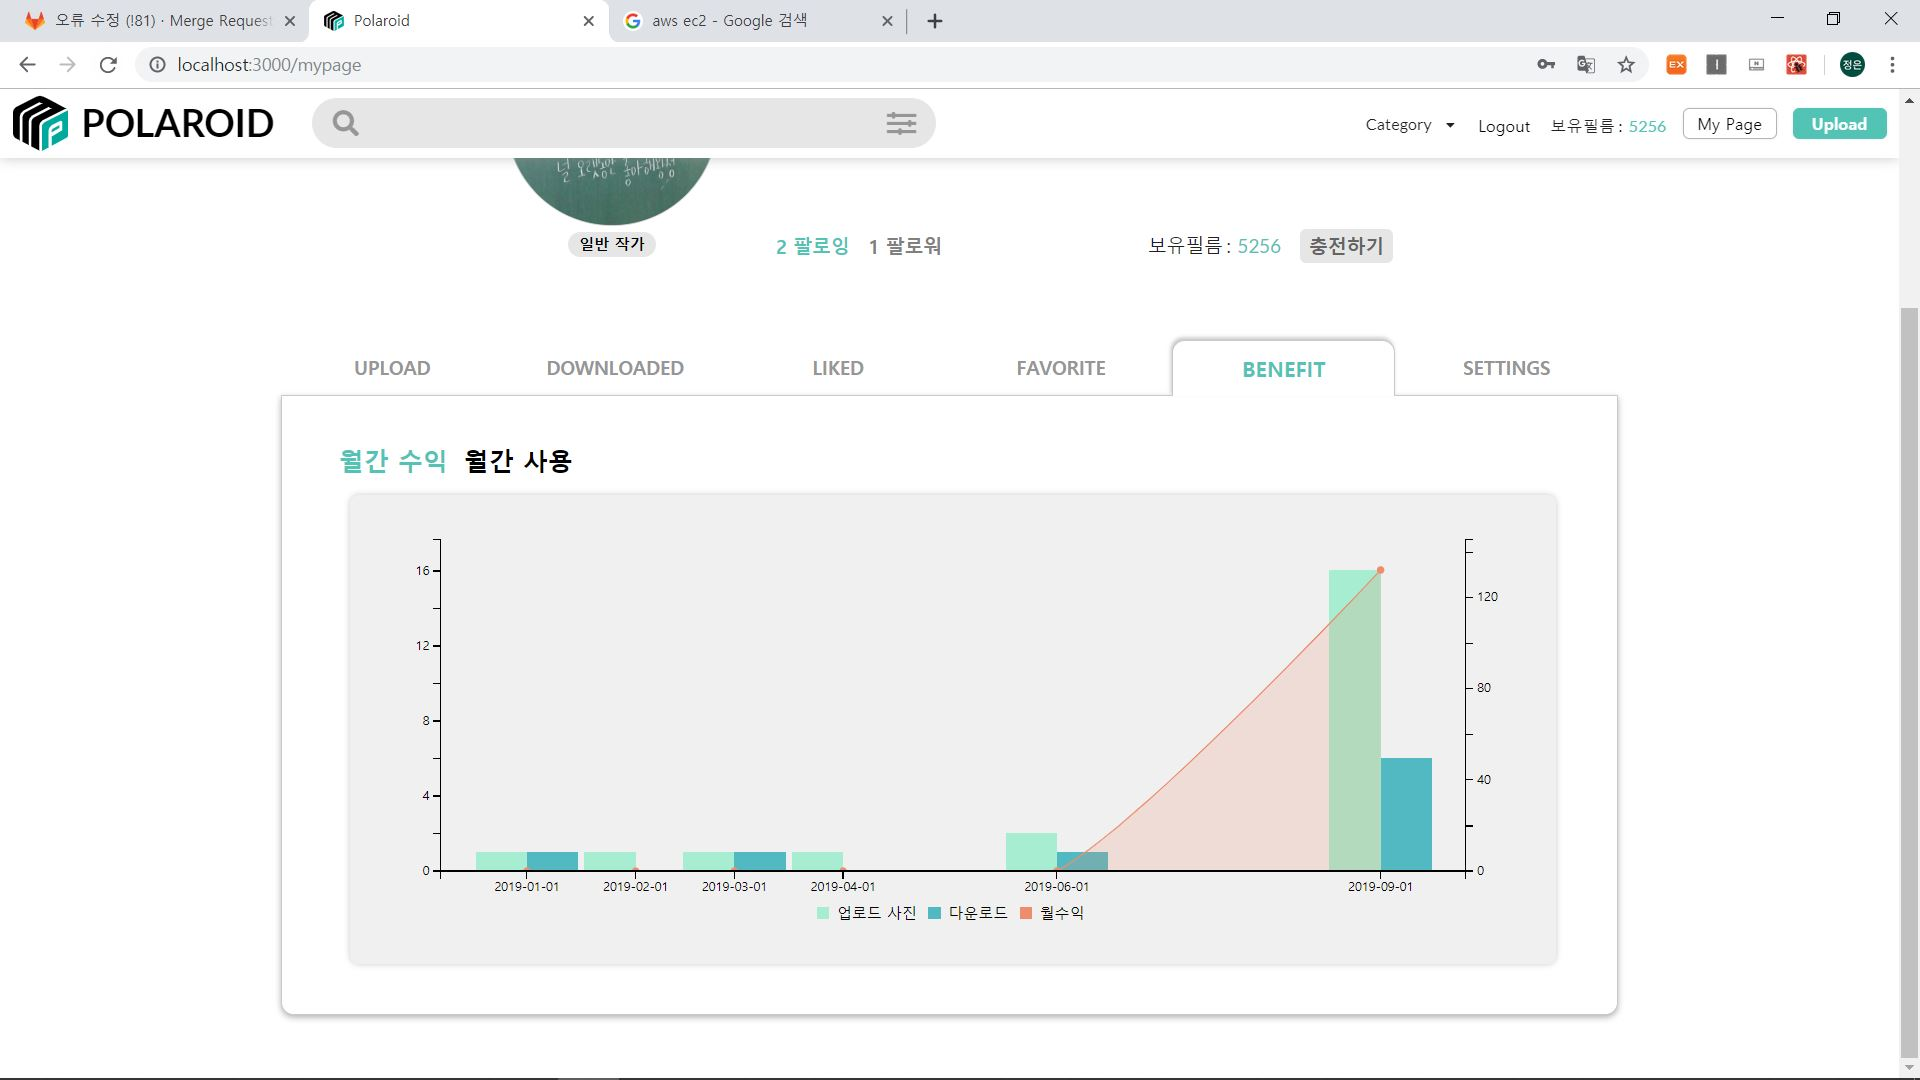 오류 수정 (!81) · Merge Request
Polaroid
aws ec2 - Google 검색
localhost:3000/mypage
EX
정은
POLAROID
Category
Logout
보유필름 : 5256
My Page
Upload
일반 작가
2 팔로잉 1 팔로워
보유필름 : 5256
충전하기
UPLOAD
DOWNLOADED
LIKED
FAVORITE
BENEFIT
SETTINGS
월간 수익 월간 사용
16
12
8
4
0
120
80
40
0
2019-01-01
2019-02-01
2019-03-01
2019-04-01
2019-06-01
2019-09-01
업로드 사진
다운로드
월수익